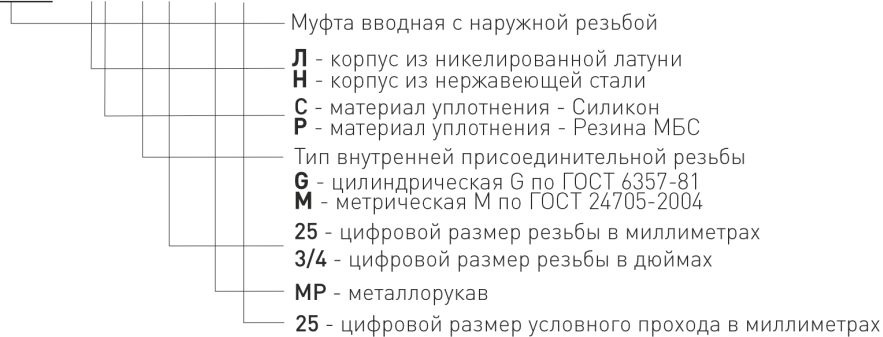 Муфта вводная с наружной резьбой
Л - корпус из никелированной латуни
Н - корпус из нержавеющей стали
С - материал уплотнения - Силикон
Р - материал уплотнения - Резина МБС
Тип внутренней присоединительной резьбы
G - цилиндрическая G по ГОСТ 6357-81
М - метрическая М по ГОСТ 24705-2004
25 - цифровой размер резьбы в миллиметрах
3/4 - цифровой размер резьбы в дюймах
МР - металлорукав
25 - цифровой размер условного прохода в миллиметрах